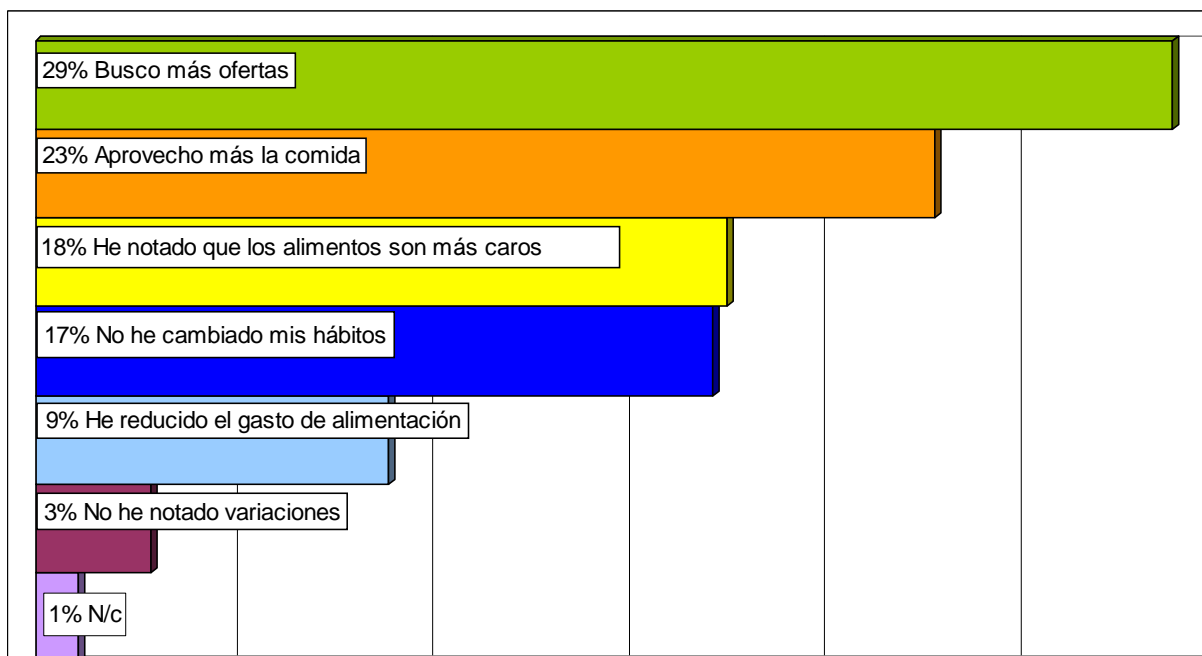 29% Busco más ofertas
23% Aprovecho más la comida
18% He notado que los alimentos son más caros
17% No he cambiado mis hábitos
9% He reducido el gasto de alimentación
3% No he notado variaciones
1% N/c